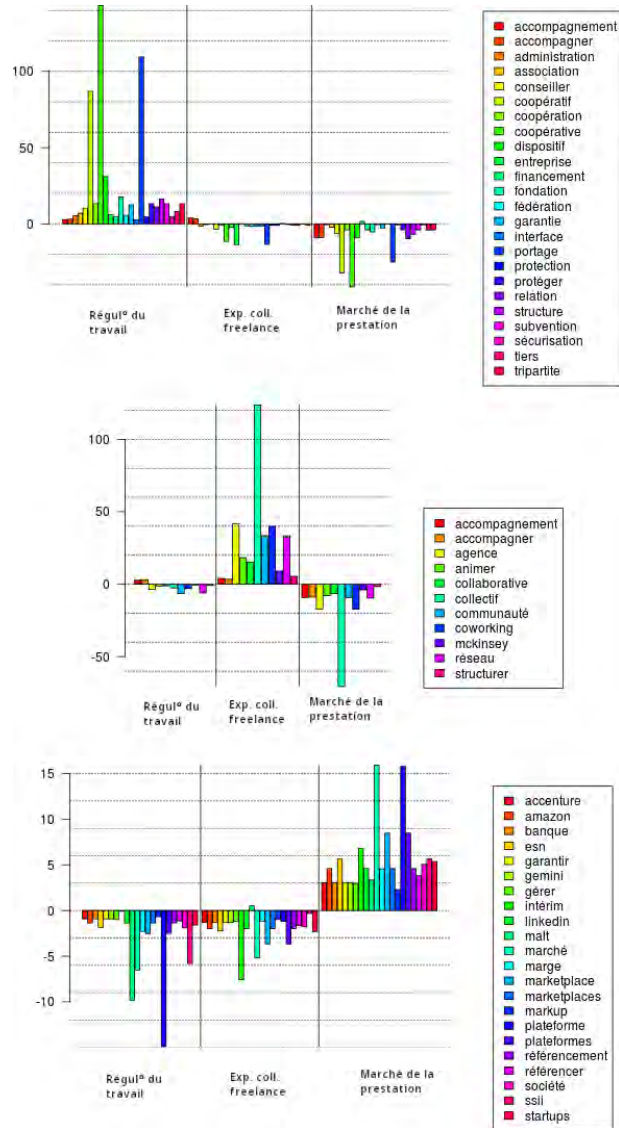 100
50
0
Régul° du
travail
Exp. coll.
freelance
Marché de la
prestation
accompagnement
accompagner
administration
association
conseiller
coopératif
coopération
coopérative
dispositif
entreprise
financement
fondation
fédération
garantie
interface
portage
protection
protéger
relation
structure
subvention
sécurisation
tiers
tripartite
100
50
0
-50
Régul° du
travail
Exp. coll.
freelance
Marché de la
prestation
accompagnement
accompagner
agence
animer
collaborative
collectif
communauté
coworking
mckinsey
réseau
structurer
15
10
5
0
-5
-10
Régul° du
travail
Exp. coll.
freelance
Marché de la
prestation
accenture
amazon
banque
esn
garantir
gemini
gérer
intérim
linkedin
malt
marché
marge
marketplace
marketplaces
markup
plateforme
plateformes
référencement
référencer
société
ssii
startups